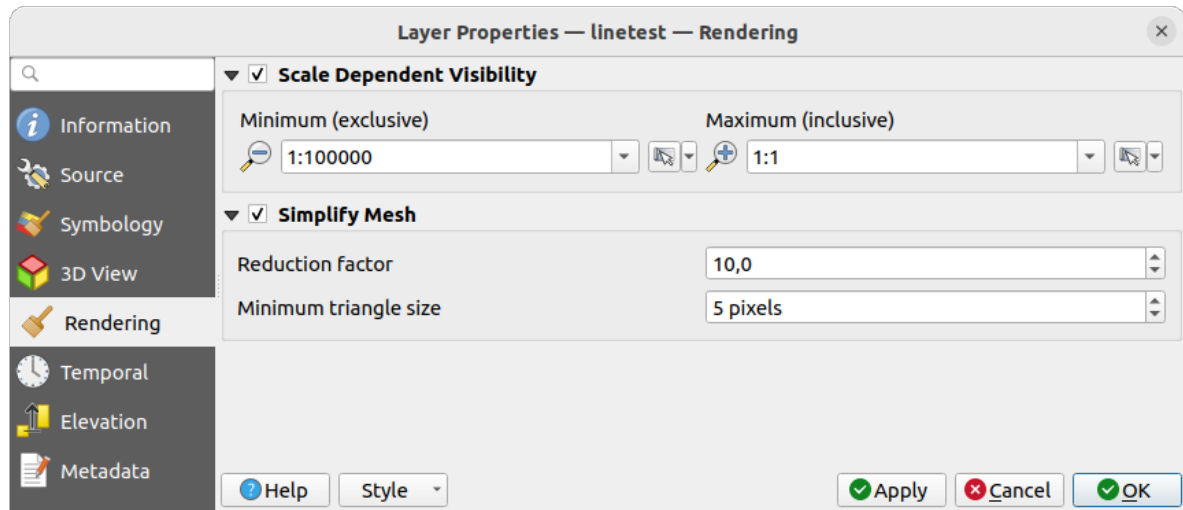 Layer Properties — linetest — Rendering
Information
Source
Symbology
3D View
Rendering
Temporal
Elevation
Metadata
Scale Dependent Visibility
Minimum (exclusive)
Maximum (inclusive)
1:100000
1:1
Simplify Mesh
Reduction factor
10,0
Minimum triangle size
5 pixels
Help
Style
Apply
Cancel
OK